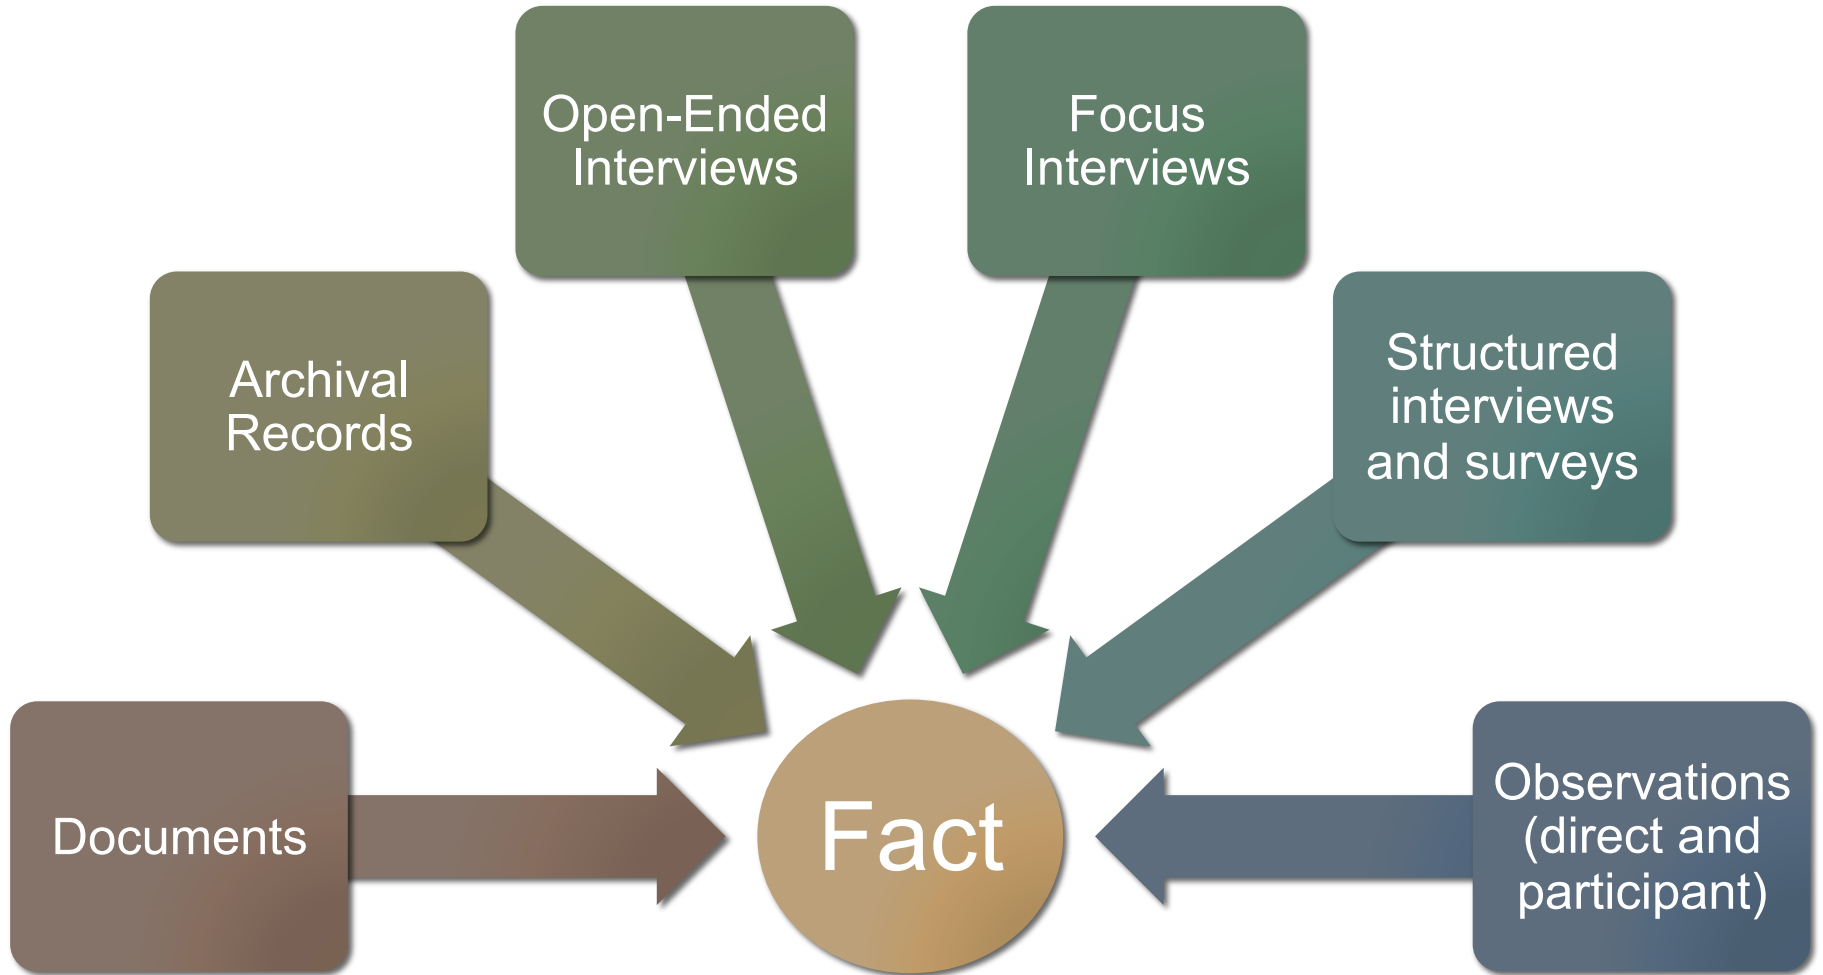 Open-Ended
Interviews
Focus
Interviews
Archival
Records
Structured
interviews
and surveys
Documents
Fact
Observations
(direct and
participant)